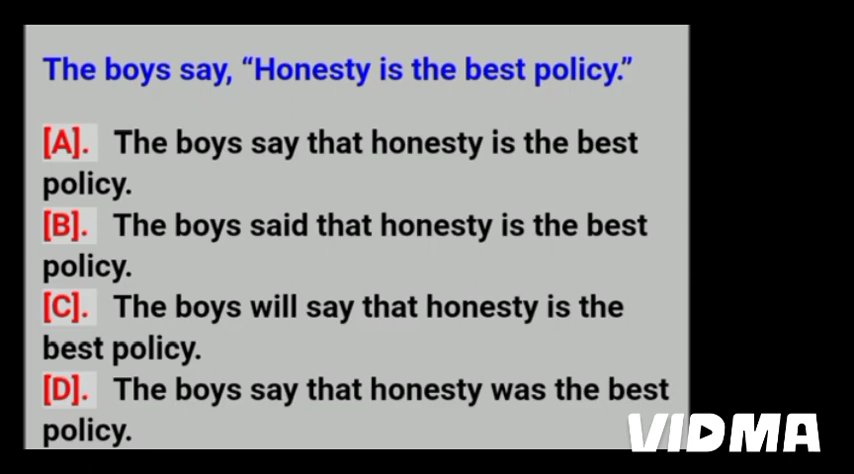 The boys say, “Honesty is the best policy.”
[A]. The boys say that honesty is the best
policy.
[B]. The boys said that honesty is the best
policy.
[C]. The boys will say that honesty is the
best policy.
[D]. The boys say that honesty was the best
policy.
VIDMA